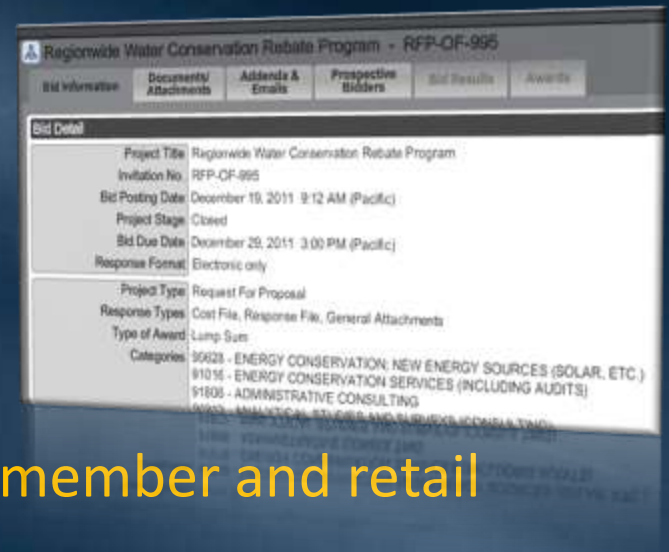 Regionwide Water Conservation Rebate Program - RFP-OF-995
Bid Information Documents/ Attachments Addenda & Emails Prospective Bidders Bid Results Awards
Bid Detail
Project Title Regionwide Water Conservation Rebate Program
Invitation No. RFP-OF-995
Bid Posting Date December 19, 2011 9:12 AM (Pacific)
Project Stage Closed
Bid Due Date December 29, 2011 3:00 PM (Pacific)
Response Format Electronic only
Project Type Request For Proposal
Response Types Cost File, Response File, General Attachments
Type of Award Lump Sum
Categories 90628 - ENERGY CONSERVATION; NEW ENERGY SOURCES (SOLAR, ETC.)
91016 - ENERGY CONSERVATION SERVICES (INCLUDING AUDITS)
91806 - ADMINISTRATIVE CONSULTING
ANALYTICAL STUDIES AND SURVEYS (CONSULTING)
member and retail